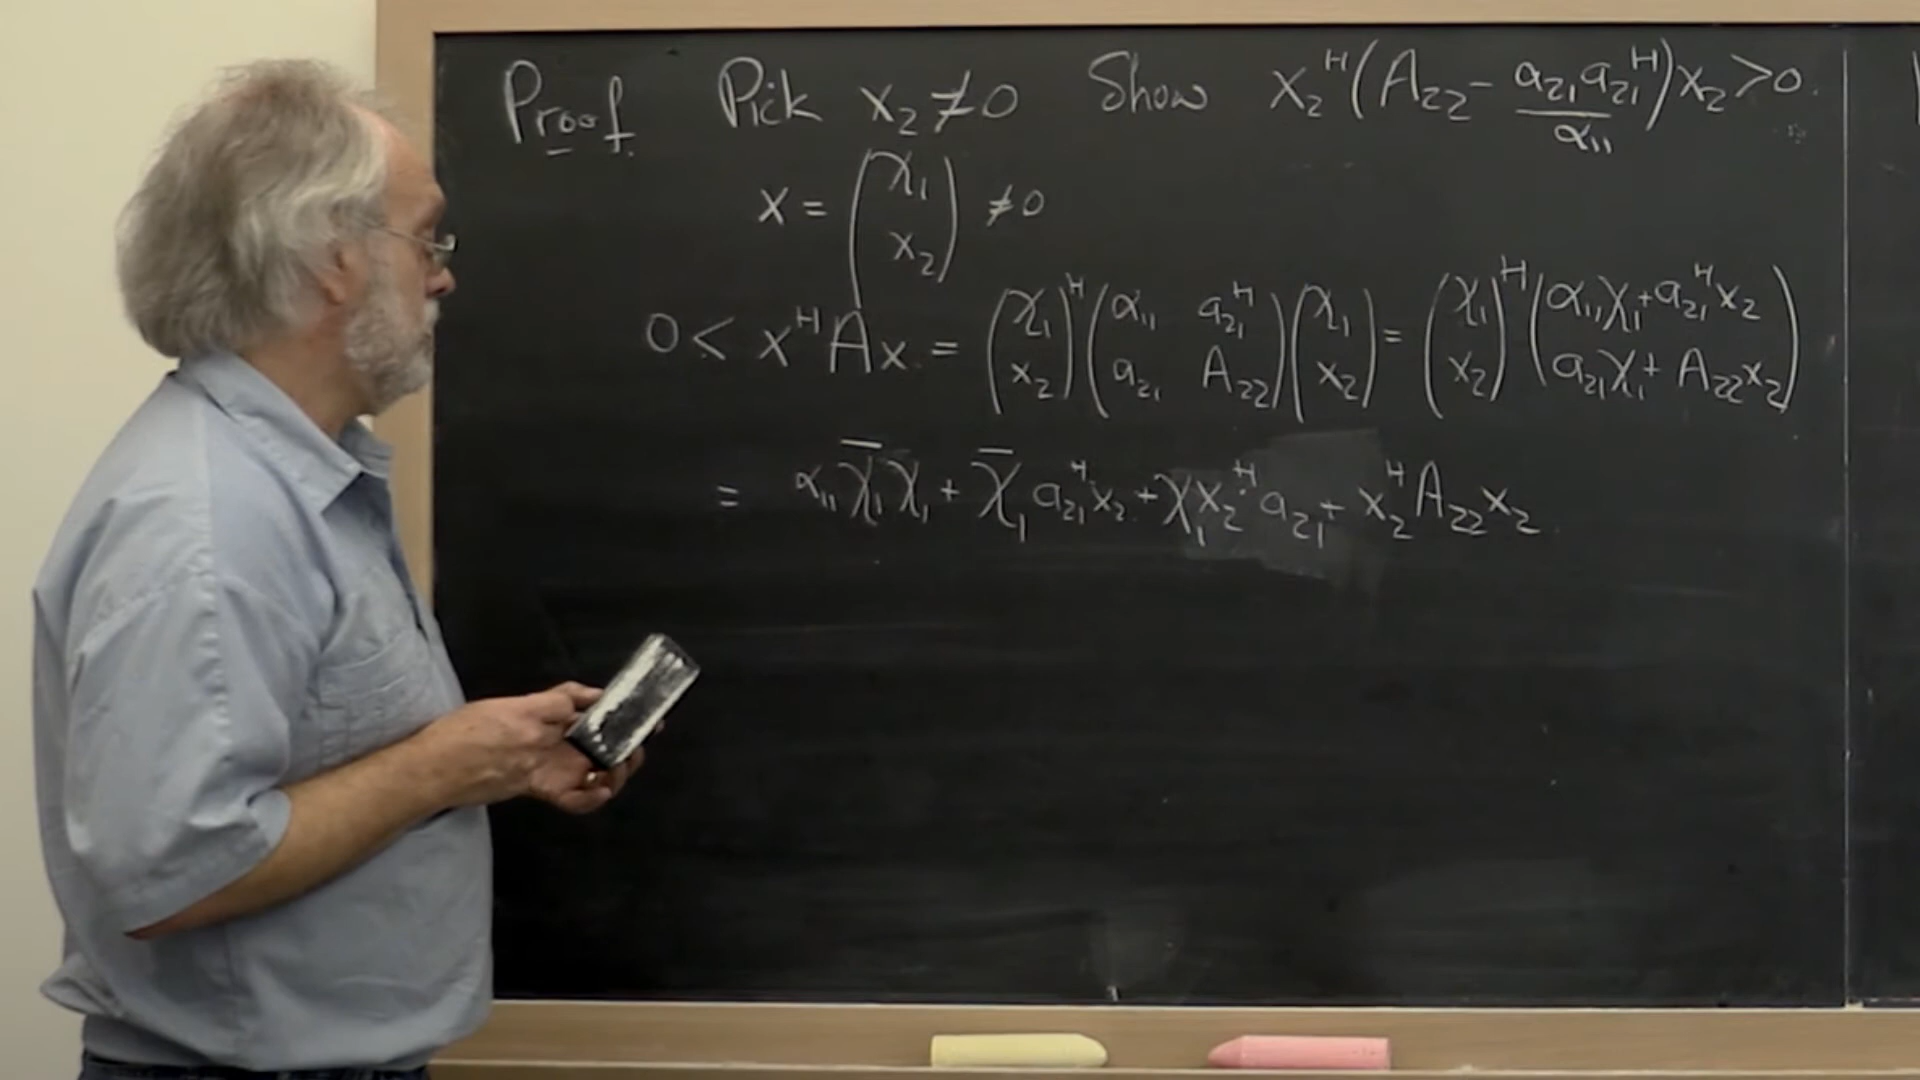 Proof Pick x₂ ≠ 0 Show x₂ᴴ(A₂₂ - a₂₁a₂₁ᴴ/α₁₁)x₂ > 0.
x = (χ₁ ; x₂) ≠ 0
0 < xᴴAx = (χ₁ ; x₂)ᴴ (α₁₁ a₂₁ᴴ ; a₂₁ A₂₂) (χ₁ ; x₂) = (χ₁ ; x₂)ᴴ (α₁₁χ₁ + a₂₁ᴴx₂ ; a₂₁χ₁ + A₂₂x₂)
= α₁₁χ̅₁χ₁ + χ̅₁a₂₁ᴴx₂ + χ₁x₂ᴴa₂₁ + x₂ᴴA₂₂x₂